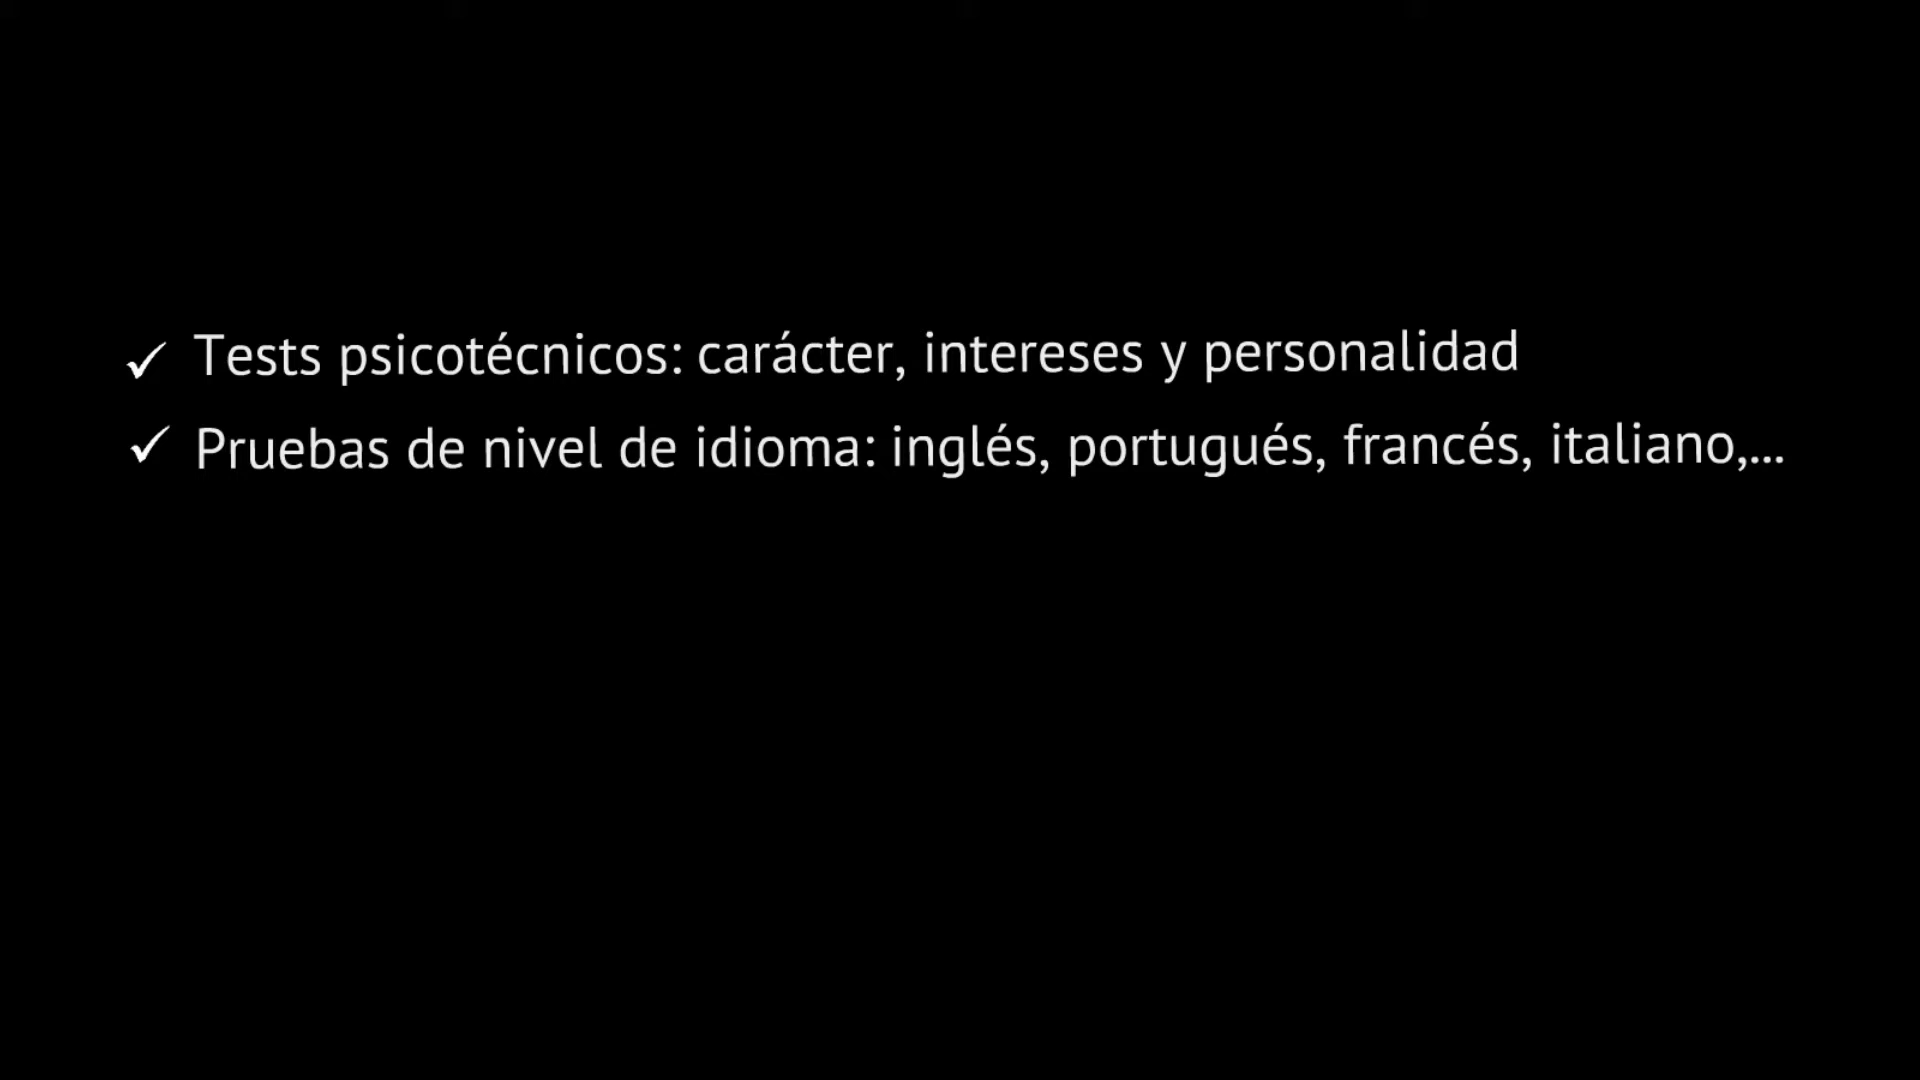 ✓ Tests psicotécnicos: carácter, intereses y personalidad
✓ Pruebas de nivel de idioma: inglés, portugués, francés, italiano,...